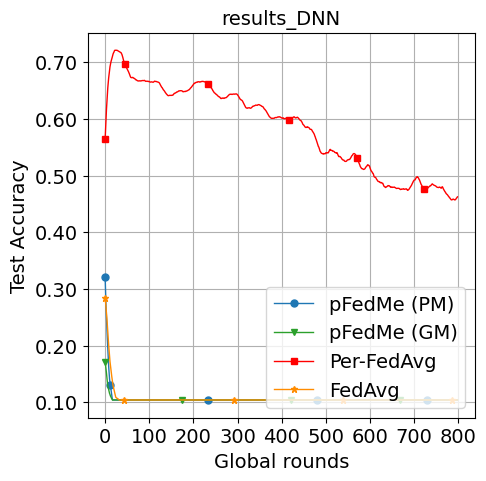 results_DNN
Test Accuracy
0.70
0.60
0.50
0.40
0.30
0.20
0.10
pFedMe (PM)
pFedMe (GM)
Per-FedAvg
FedAvg
0 100 200 300 400 500 600 700 800
Global rounds